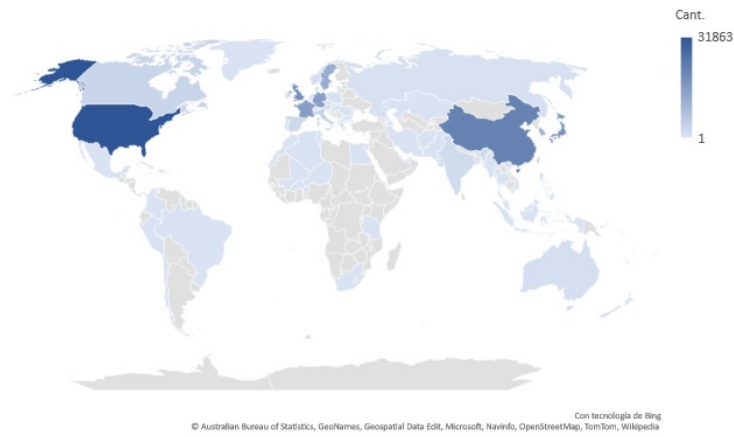 Cant.
31863
1
Con tecnología de Bing
© Australian Bureau of Statistics, GeoNames, Geospatial Data Edit, Microsoft, Navinfo, OpenStreetMap, TomTom, Wikipedia